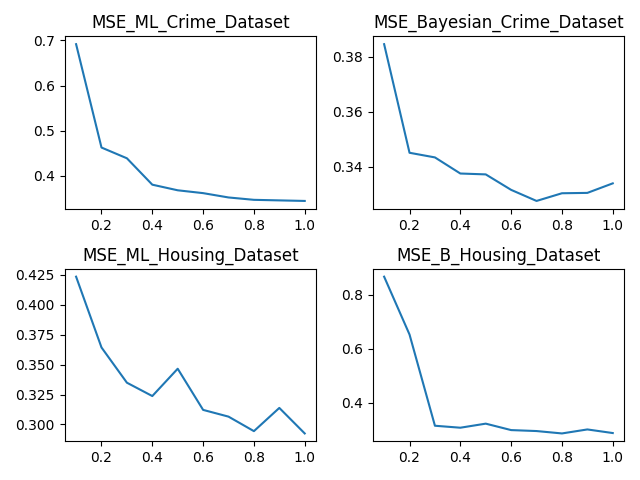 MSE_ML_Crime_Dataset
0.7
0.6
0.5
0.4
0.2 0.4 0.6 0.8 1.0
MSE_Bayesian_Crime_Dataset
0.38
0.36
0.34
0.2 0.4 0.6 0.8 1.0
MSE_ML_Housing_Dataset
0.425
0.400
0.375
0.350
0.325
0.300
0.2 0.4 0.6 0.8 1.0
MSE_B_Housing_Dataset
0.8
0.6
0.4
0.2 0.4 0.6 0.8 1.0